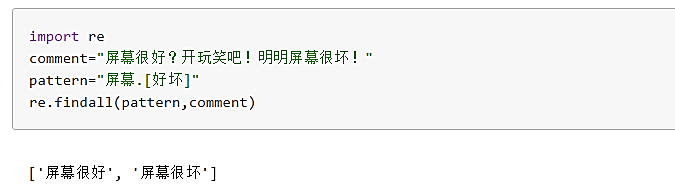 import re
comment="屏幕很好？开玩笑吧！明明屏幕很坏！"
pattern="屏幕.[好坏]"
re.findall(pattern,comment)
['屏幕很好', '屏幕很坏']